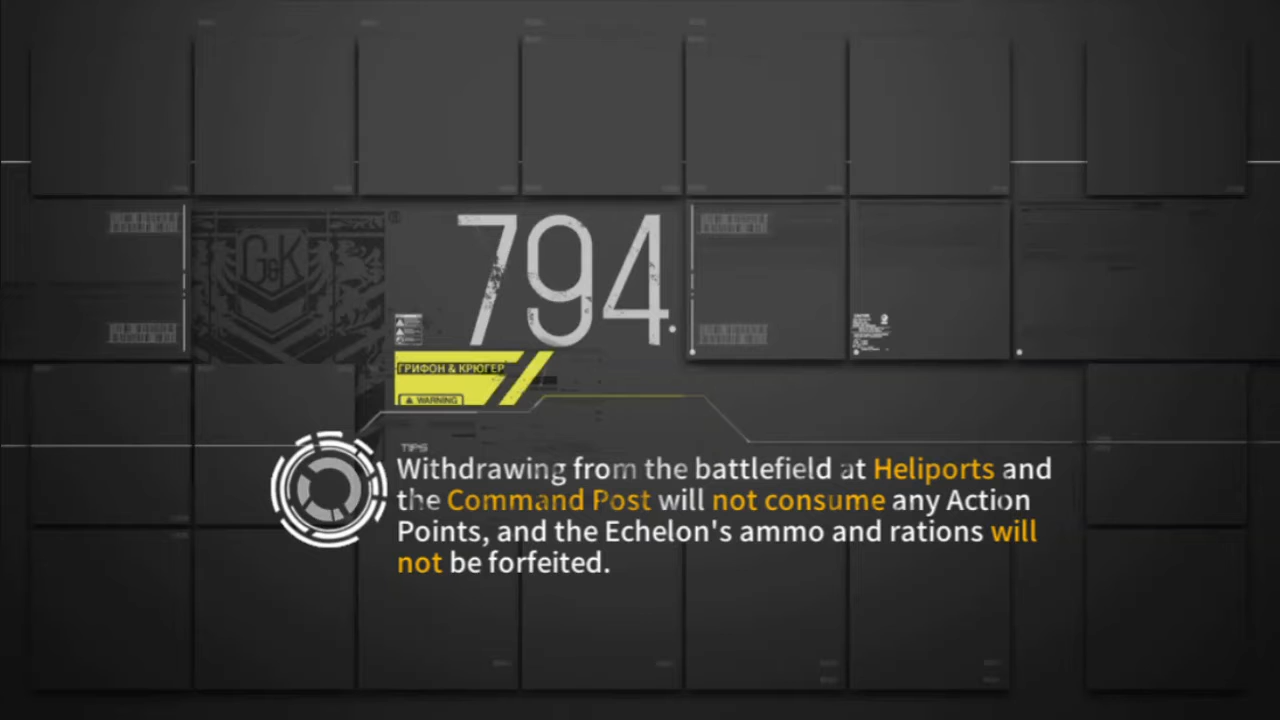 G&K
794.
ГРИФОН & КРЮГЕР
WARNING
TIPS
Withdrawing from the battlefield at Heliports and
the Command Post will not consume any Action
Points, and the Echelon's ammo and rations will
not be forfeited.